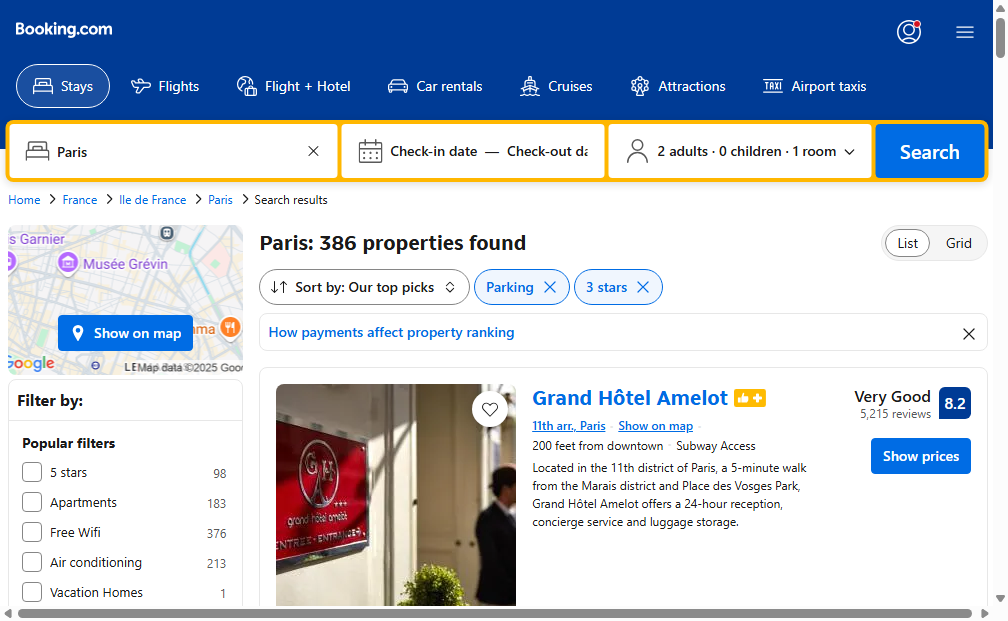 Booking.com
Stays
Flights
Flight + Hotel
Car rentals
Cruises
Attractions
TAXI Airport taxis
Paris
Check-in date — Check-out da
2 adults · 0 children · 1 room
Search
Home > France > Ile de France > Paris > Search results
s Garnier
Musée Grévin
Show on map
ma
Google
Map data ©2025 Goo
Filter by:
Popular filters
5 stars 98
Apartments 183
Free Wifi 376
Air conditioning 213
Vacation Homes 1
Paris: 386 properties found
List
Grid
Sort by: Our top picks
Parking
3 stars
How payments affect property ranking
GH
grand hôtel amelot
ENTREE-ENTRANCE
Grand Hôtel Amelot
11th arr., Paris · Show on map
200 feet from downtown · Subway Access
Located in the 11th district of Paris, a 5-minute walk
from the Marais district and Place des Vosges Park,
Grand Hôtel Amelot offers a 24-hour reception,
concierge service and luggage storage.
Very Good
5,215 reviews
8.2
Show prices